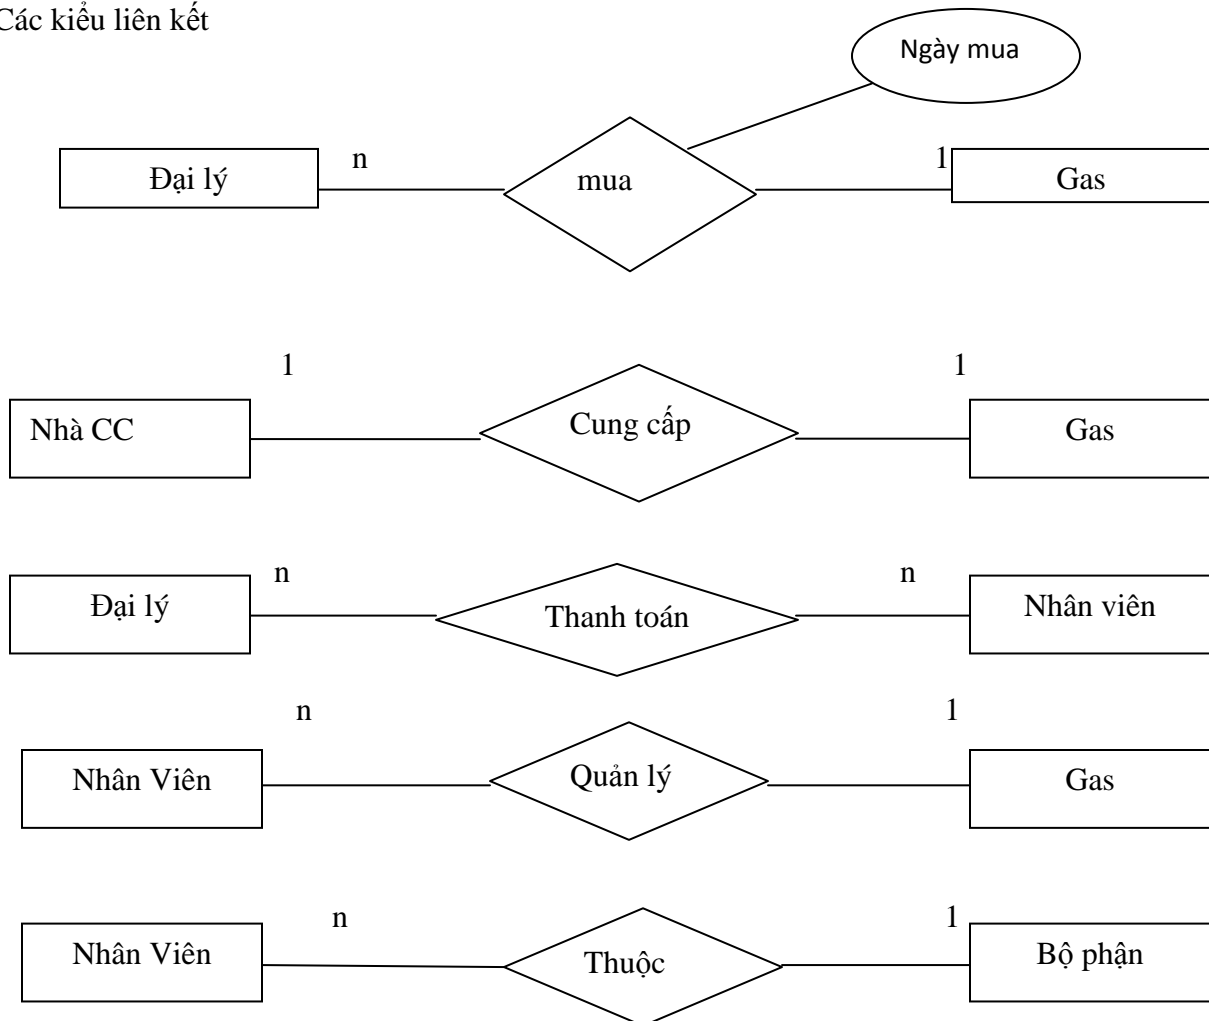 Các kiểu liên kết
Ngày mua
n
1
Đại lý
mua
Gas
1
1
Nhà CC
Cung cấp
Gas
n
n
Đại lý
Thanh toán
Nhân viên
n
1
Nhân Viên
Quản lý
Gas
n
1
Nhân Viên
Thuộc
Bộ phận